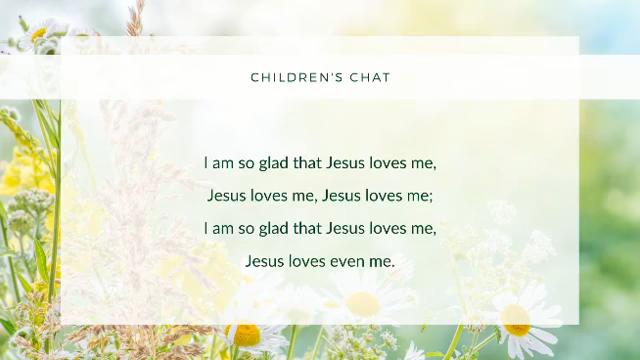 CHILDREN'S CHAT
I am so glad that Jesus loves me,
Jesus loves me, Jesus loves me;
I am so glad that Jesus loves me,
Jesus loves even me.